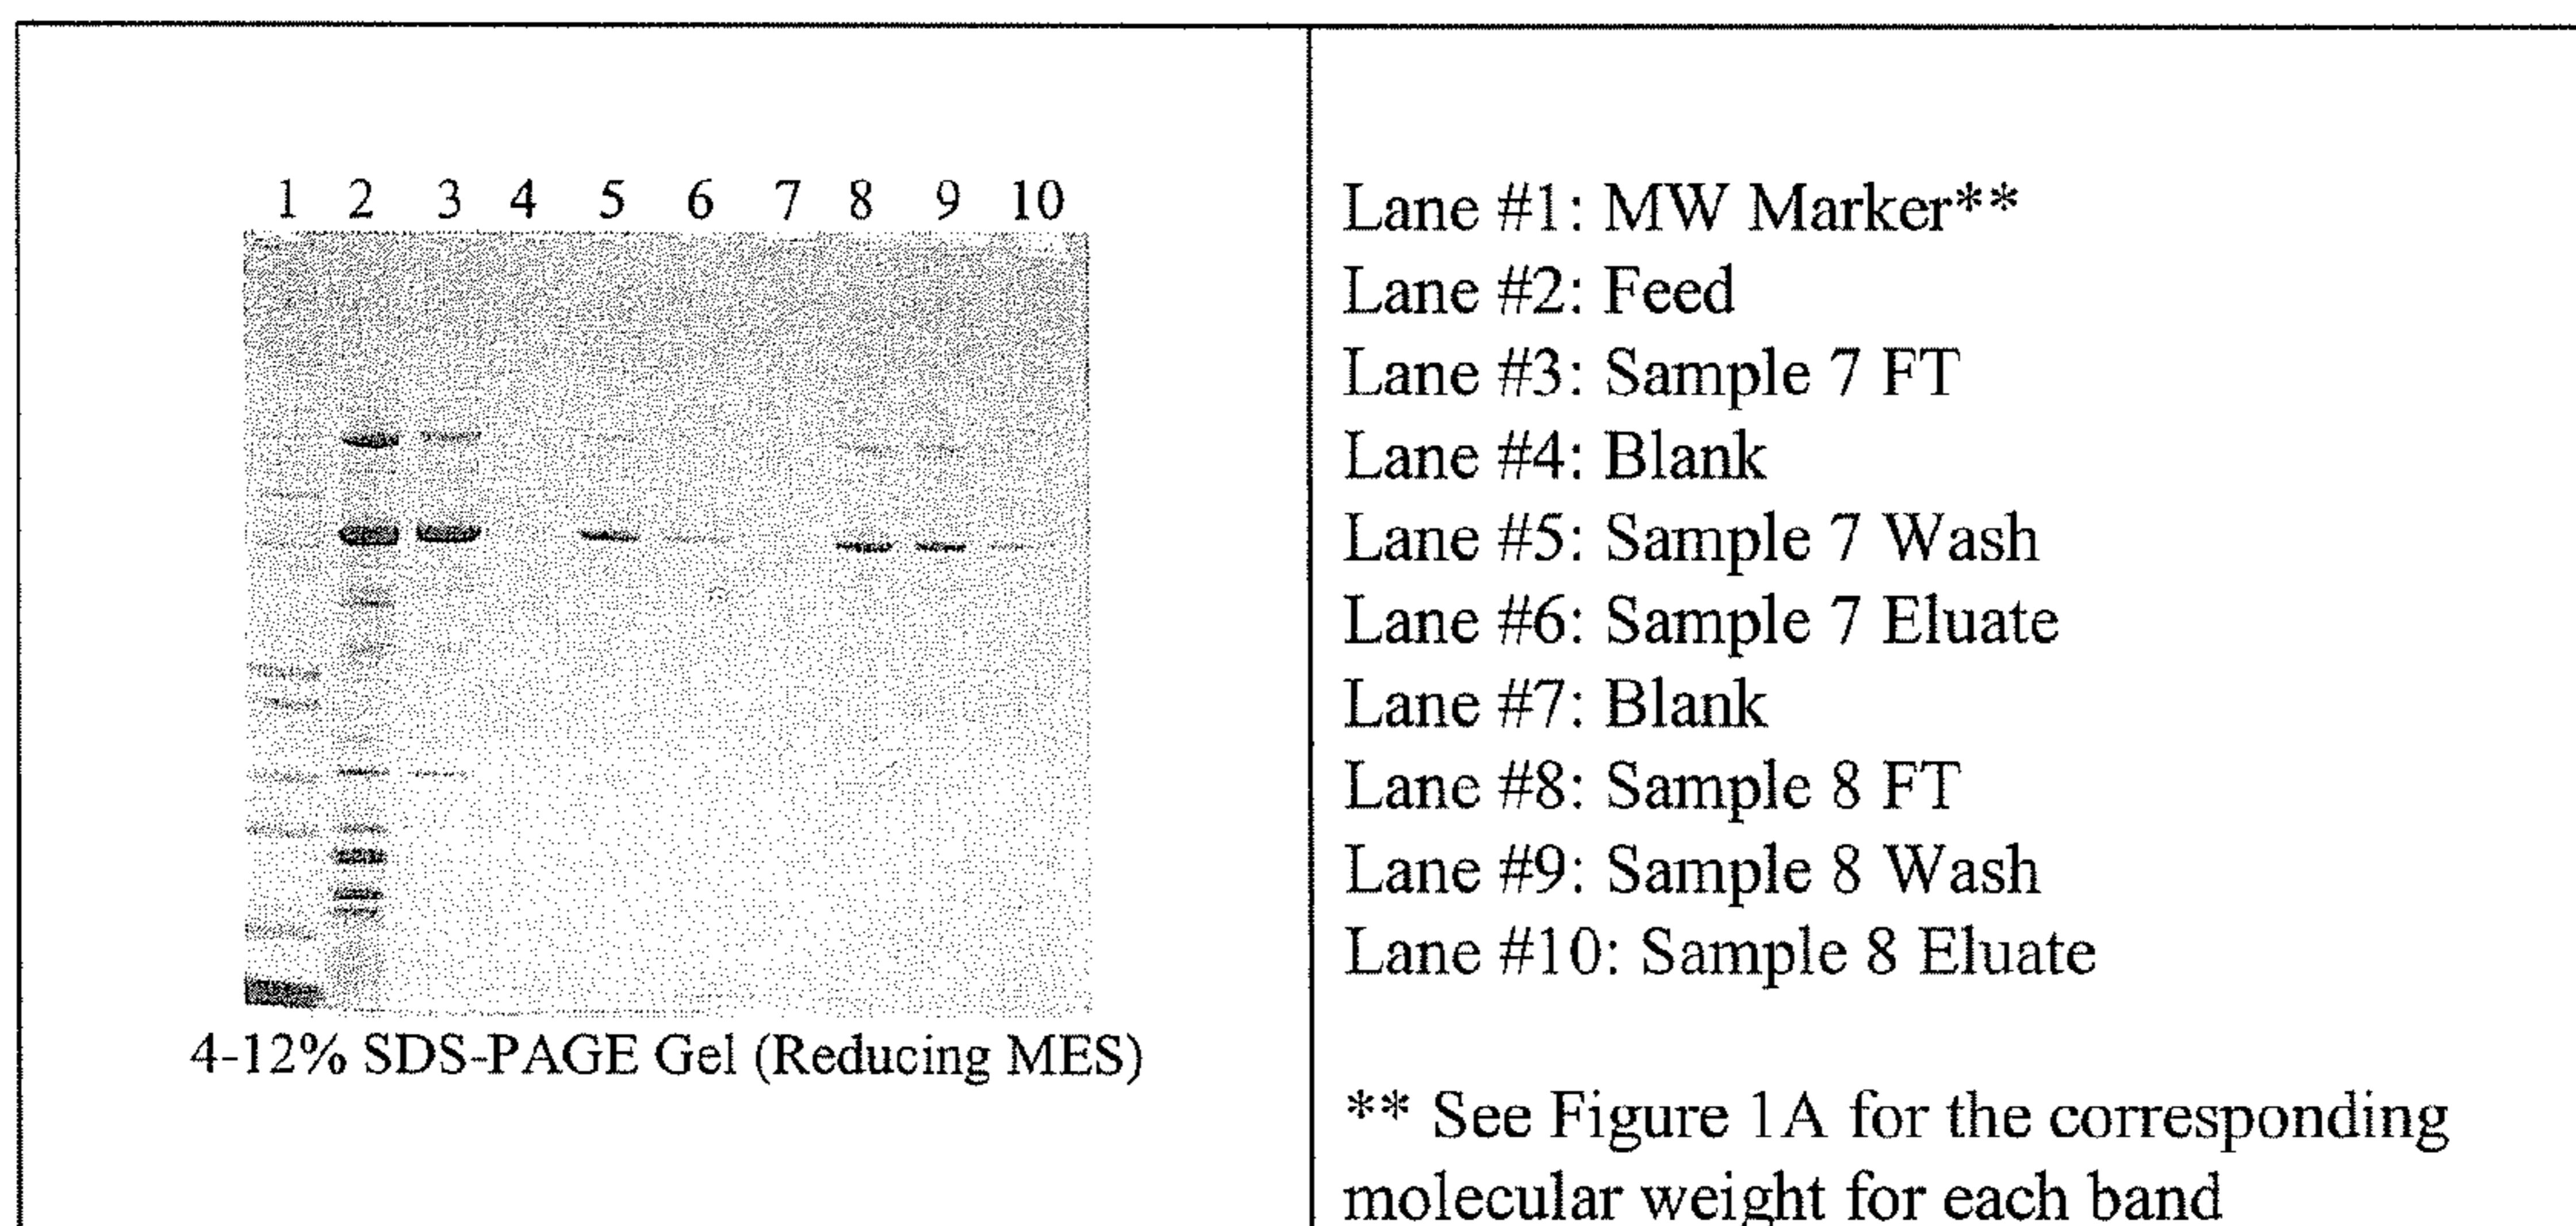 1 2 3 4 5 6 7 8 9 10
4-12% SDS-PAGE Gel (Reducing MES)
Lane #1: MW Marker**
Lane #2: Feed
Lane #3: Sample 7 FT
Lane #4: Blank
Lane #5: Sample 7 Wash
Lane #6: Sample 7 Eluate
Lane #7: Blank
Lane #8: Sample 8 FT
Lane #9: Sample 8 Wash
Lane #10: Sample 8 Eluate
** See Figure 1A for the corresponding
molecular weight for each band